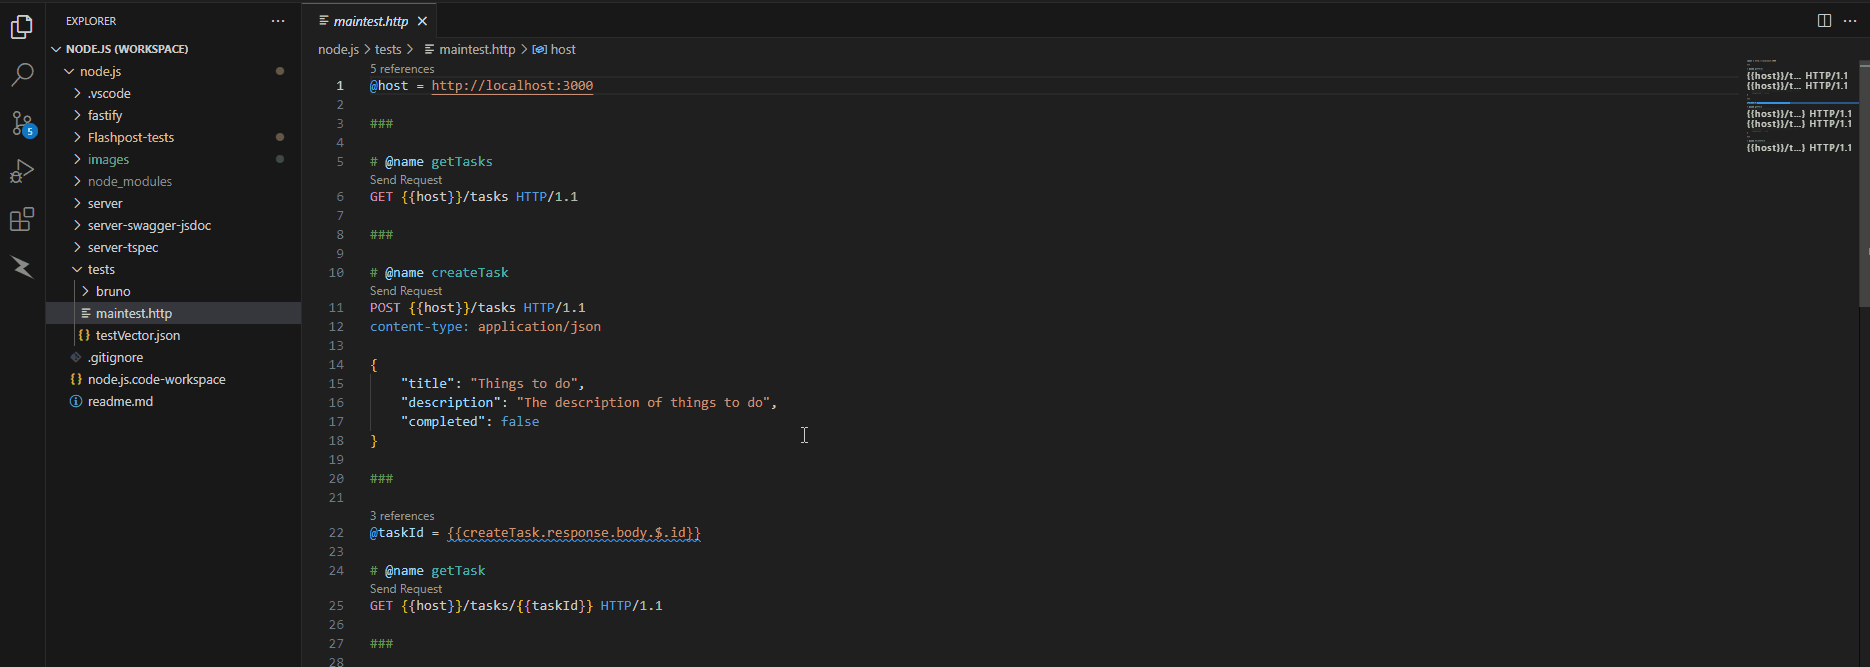 EXPLORER
NODE.JS (WORKSPACE)
node.js
.vscode
fastify
Flashpost-tests
images
node_modules
server
server-swagger-jsdoc
server-tspec
tests
bruno
maintest.http
{} testVector.json
.gitignore
{} node.js.code-workspace
readme.md
5
maintest.http
node.js > tests > maintest.http > host
5 references
1 @host = http://localhost:3000
2
3 ###
4
5 # @name getTasks
Send Request
6 GET {{host}}/tasks HTTP/1.1
7
8 ###
9
10 # @name createTask
Send Request
11 POST {{host}}/tasks HTTP/1.1
12 content-type: application/json
13
14 {
15 "title": "Things to do",
16 "description": "The description of things to do",
17 "completed": false
18 }
19
20 ###
21
3 references
22 @taskId = {{createTask.response.body.$.id}}
23
24 # @name getTask
Send Request
25 GET {{host}}/tasks/{{taskId}} HTTP/1.1
26
27 ###
28
{{host}}/t... HTTP/1.1
{{host}}/t... HTTP/1.1
{{host}}/t...} HTTP/1.1
{{host}}/t...} HTTP/1.1
{{host}}/t...} HTTP/1.1